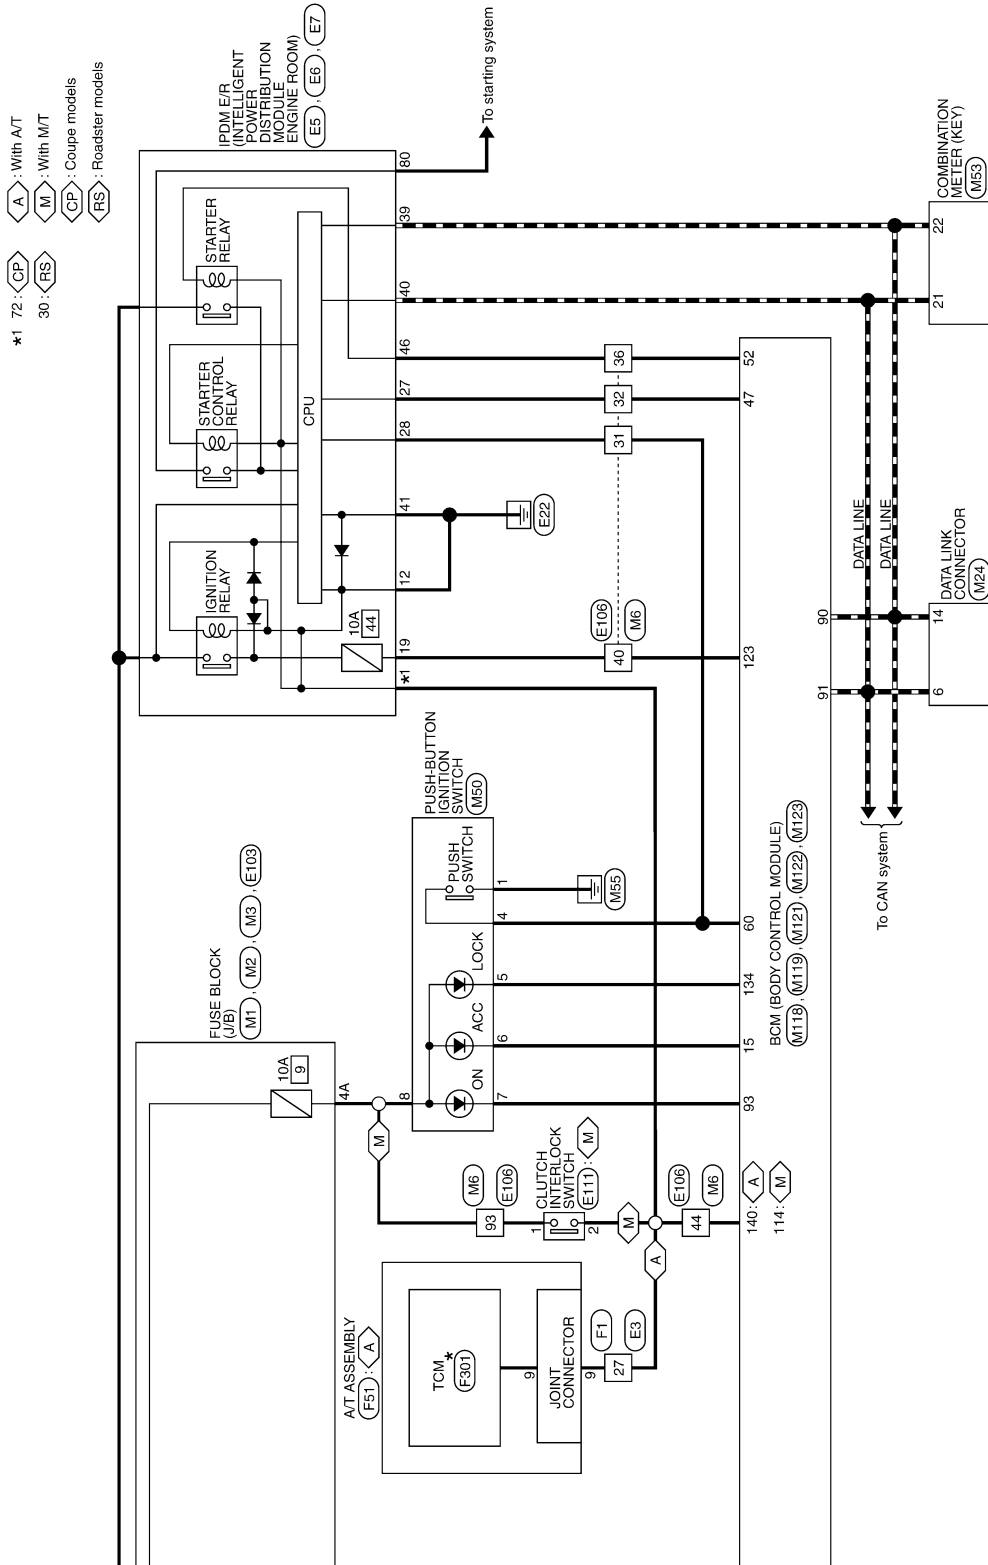 *1 72 : CP
30 : RS
A : With A/T
M : With M/T
CP : Coupe models
RS : Roadster models
IPDM E/R
(INTELLIGENT
POWER
DISTRIBUTION
MODULE
ENGINE ROOM)
E5 , E6 , E7
IGNITION
RELAY
STARTER
CONTROL
RELAY
STARTER
RELAY
CPU
10A
44
*1
19
12
41
28
27
46
40
39
80
To starting system
E22
E106
M6
40
31
32
36
FUSE BLOCK
(J/B)
M1 , M2 , M3 , E103
10A
9
4A
PUSH-BUTTON
IGNITION
SWITCH
M50
PUSH
SWITCH
ON
ACC
LOCK
8
7
6
5
4
1
M55
M
M6
E106
93
CLUTCH
INTERLOCK
SWITCH
E111 : M
1
2
M
A
E106
M6
44
A/T ASSEMBLY
F51 : A
TCM*
F301
JOINT
CONNECTOR
9
9
F1
E3
27
140 : A
114 : M
93
15
134
60
123
47
52
BCM (BODY CONTROL MODULE)
M118 , M119 , M121 , M122 , M123
91
90
To CAN system
DATA LINE
DATA LINE
DATA LINK
CONNECTOR
M24
6
14
COMBINATION
METER (KEY)
M53
21
22